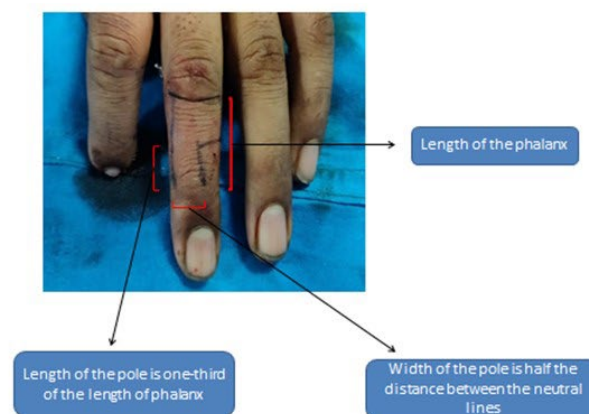 Length of the phalanx
Length of the pole is one-third
of the length of phalanx
Width of the pole is half the
distance between the neutral
lines